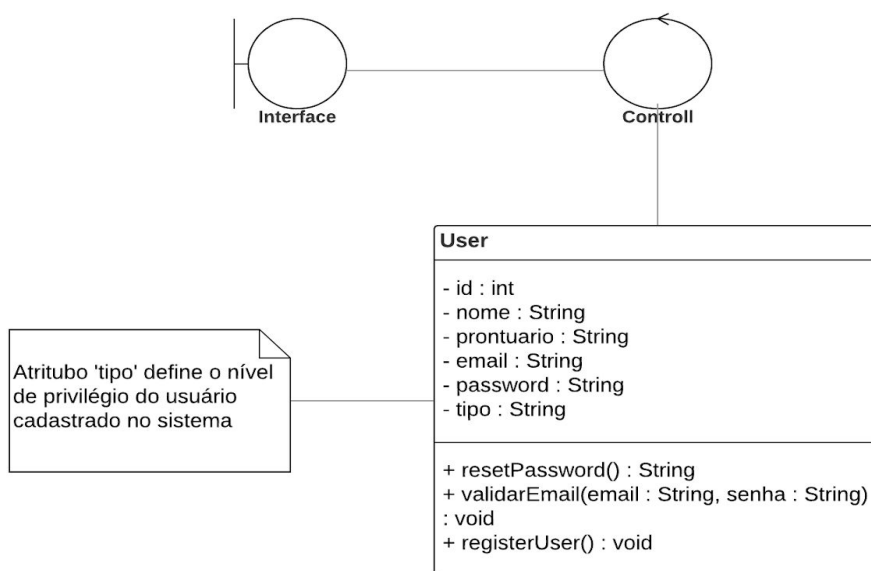 Interface
Controll
User
- id : int
- nome : String
- prontuario : String
- email : String
- password : String
- tipo : String
Atritubo 'tipo' define o nível
de privilégio do usuário
cadastrado no sistema
+ resetPassword() : String
+ validarEmail(email : String, senha : String)
: void
+ registerUser() : void